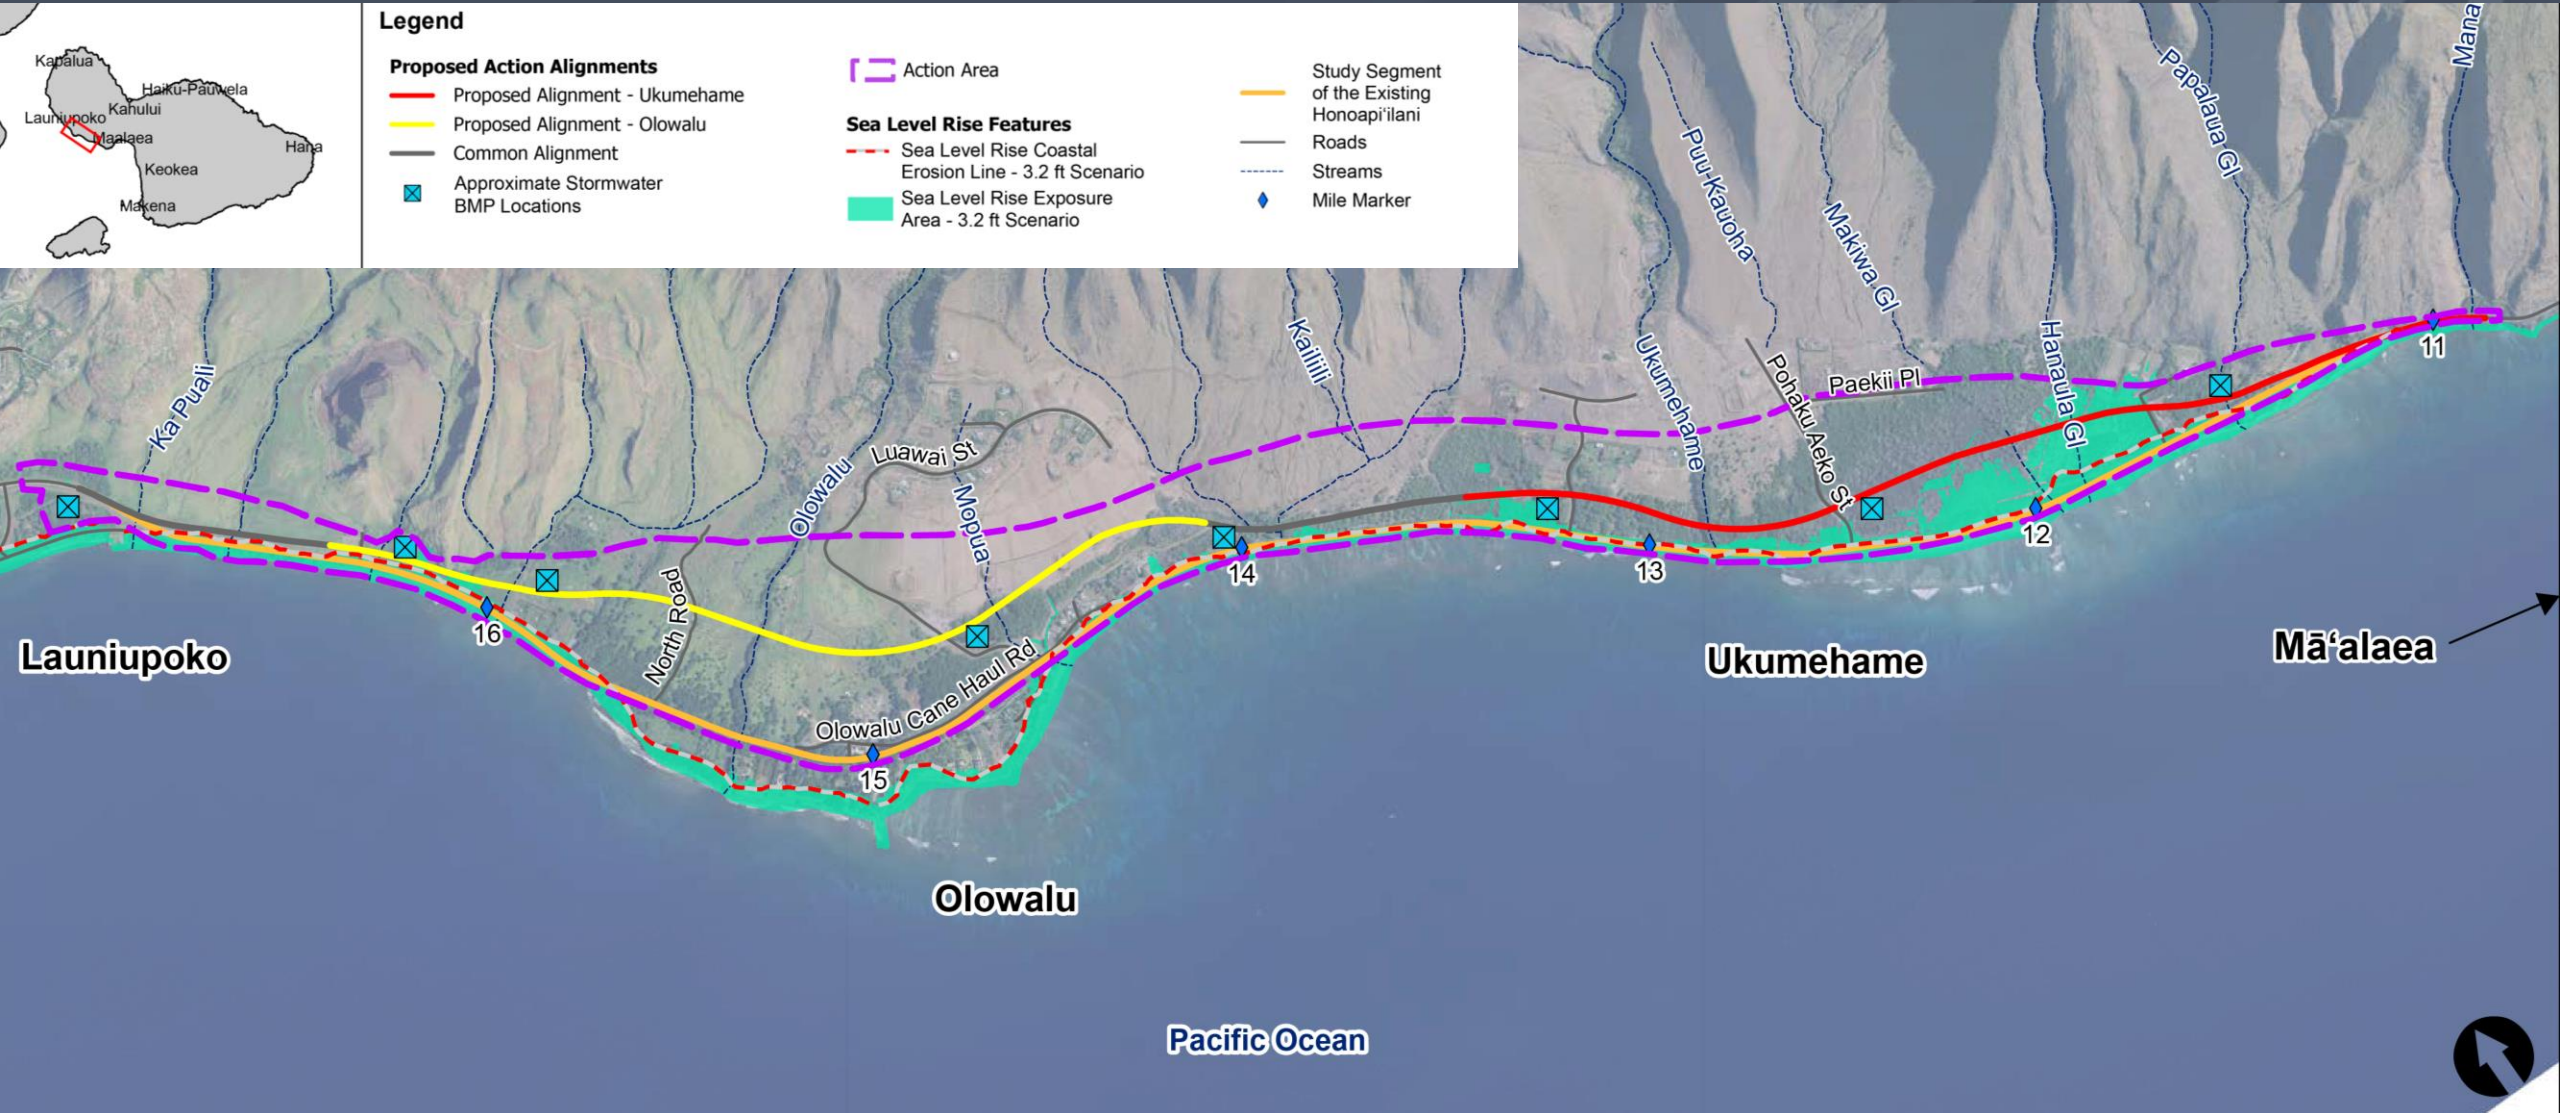 Kapalua
Haiku-Pauwela
Kahului
Launiupoko
Maalaea
Hana
Keokea
Makena
Legend
Proposed Action Alignments
Proposed Alignment - Ukumehame
Proposed Alignment - Olowalu
Common Alignment
Approximate Stormwater
BMP Locations
Action Area
Sea Level Rise Features
Sea Level Rise Coastal
Erosion Line - 3.2 ft Scenario
Sea Level Rise Exposure
Area - 3.2 ft Scenario
Study Segment
of the Existing
Honoapiʻilani
Roads
Streams
Mile Marker
Mana
Papalaua Gl
Puu Kauoha
Makiwa Gl
Hanaula Gl
Ukumehame
Kailiili
Ka Puali
Olowalu
Mopua
Luawai St
Pohaku Aeko St
Paekii Pl
North Road
Olowalu Cane Haul Rd
11
12
13
14
15
16
Launiupoko
Ukumehame
Māʻalaea
Olowalu
Pacific Ocean